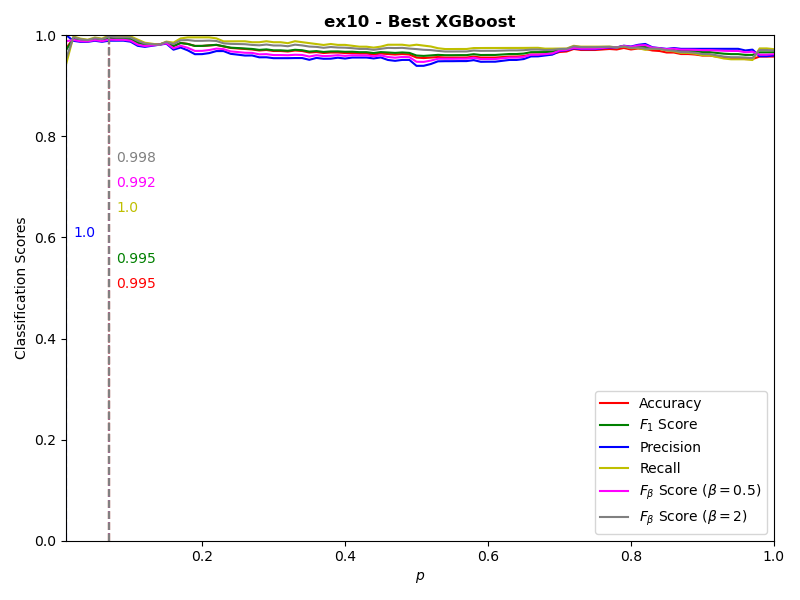 ex10 - Best XGBoost
Classification Scores
1.0
0.8
0.6
0.4
0.2
0.0
0.998
0.992
1.0
1.0
0.995
0.995
Accuracy
F₁ Score
Precision
Recall
Fᵦ Score (β = 0.5)
Fᵦ Score (β = 2)
0.2
0.4
0.6
0.8
1.0
p